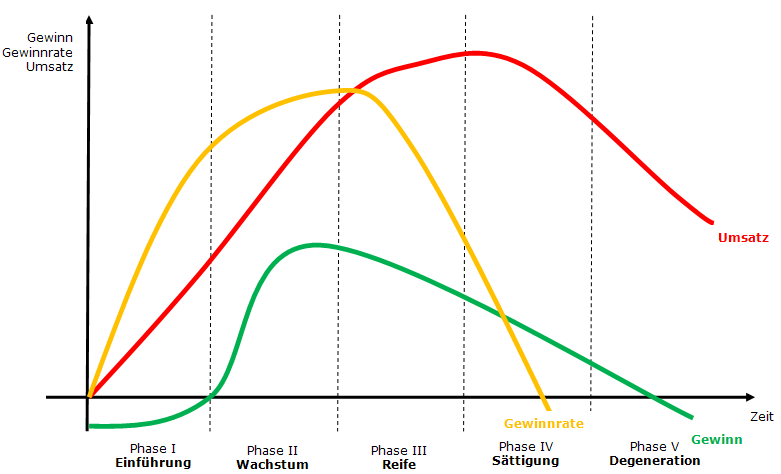 Gewinn
Gewinnrate
Umsatz
Umsatz
Zeit
Gewinnrate
Gewinn
Phase I
Einführung
Phase II
Wachstum
Phase III
Reife
Phase IV
Sättigung
Phase V
Degeneration